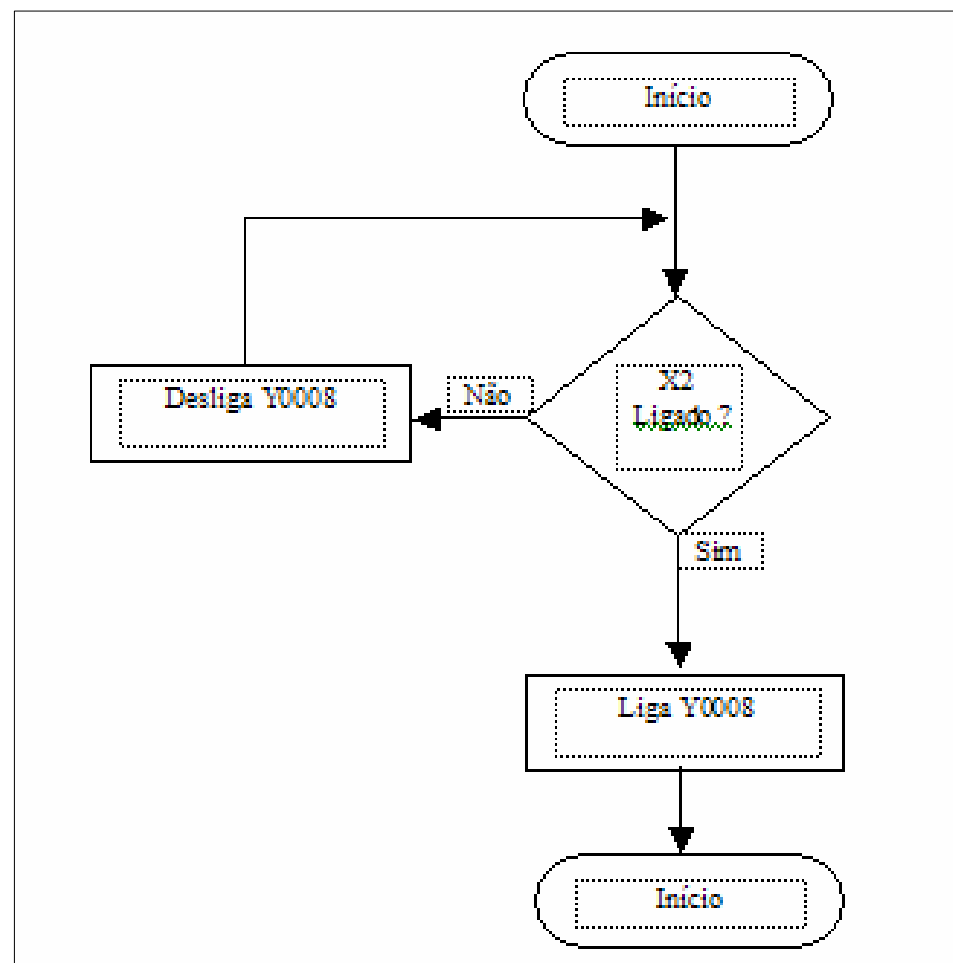 Início
X2
Ligado ?
Não
Desliga Y0008
Sim
Liga Y0008
Início